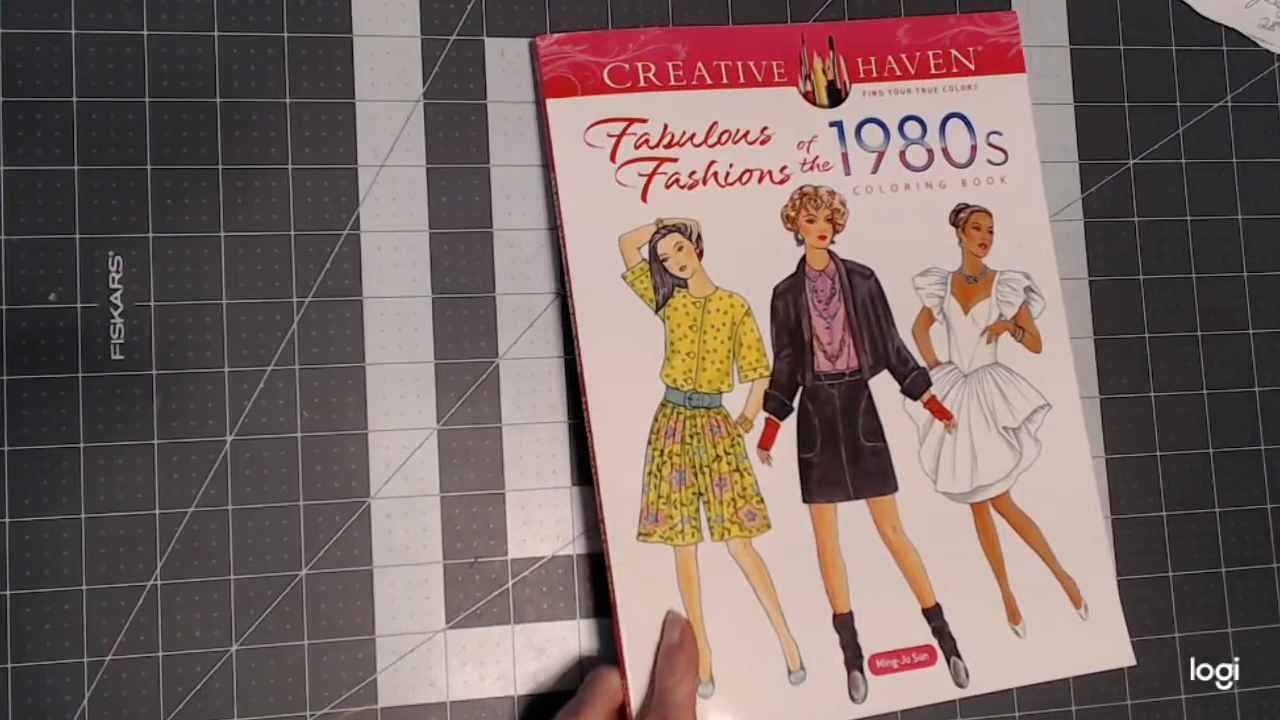 CREATIVE HAVEN®
FIND YOUR TRUE COLORS
Fabulous Fashions of the 1980s
COLORING BOOK
Ming-Ju Sun
FISKARS®
logi